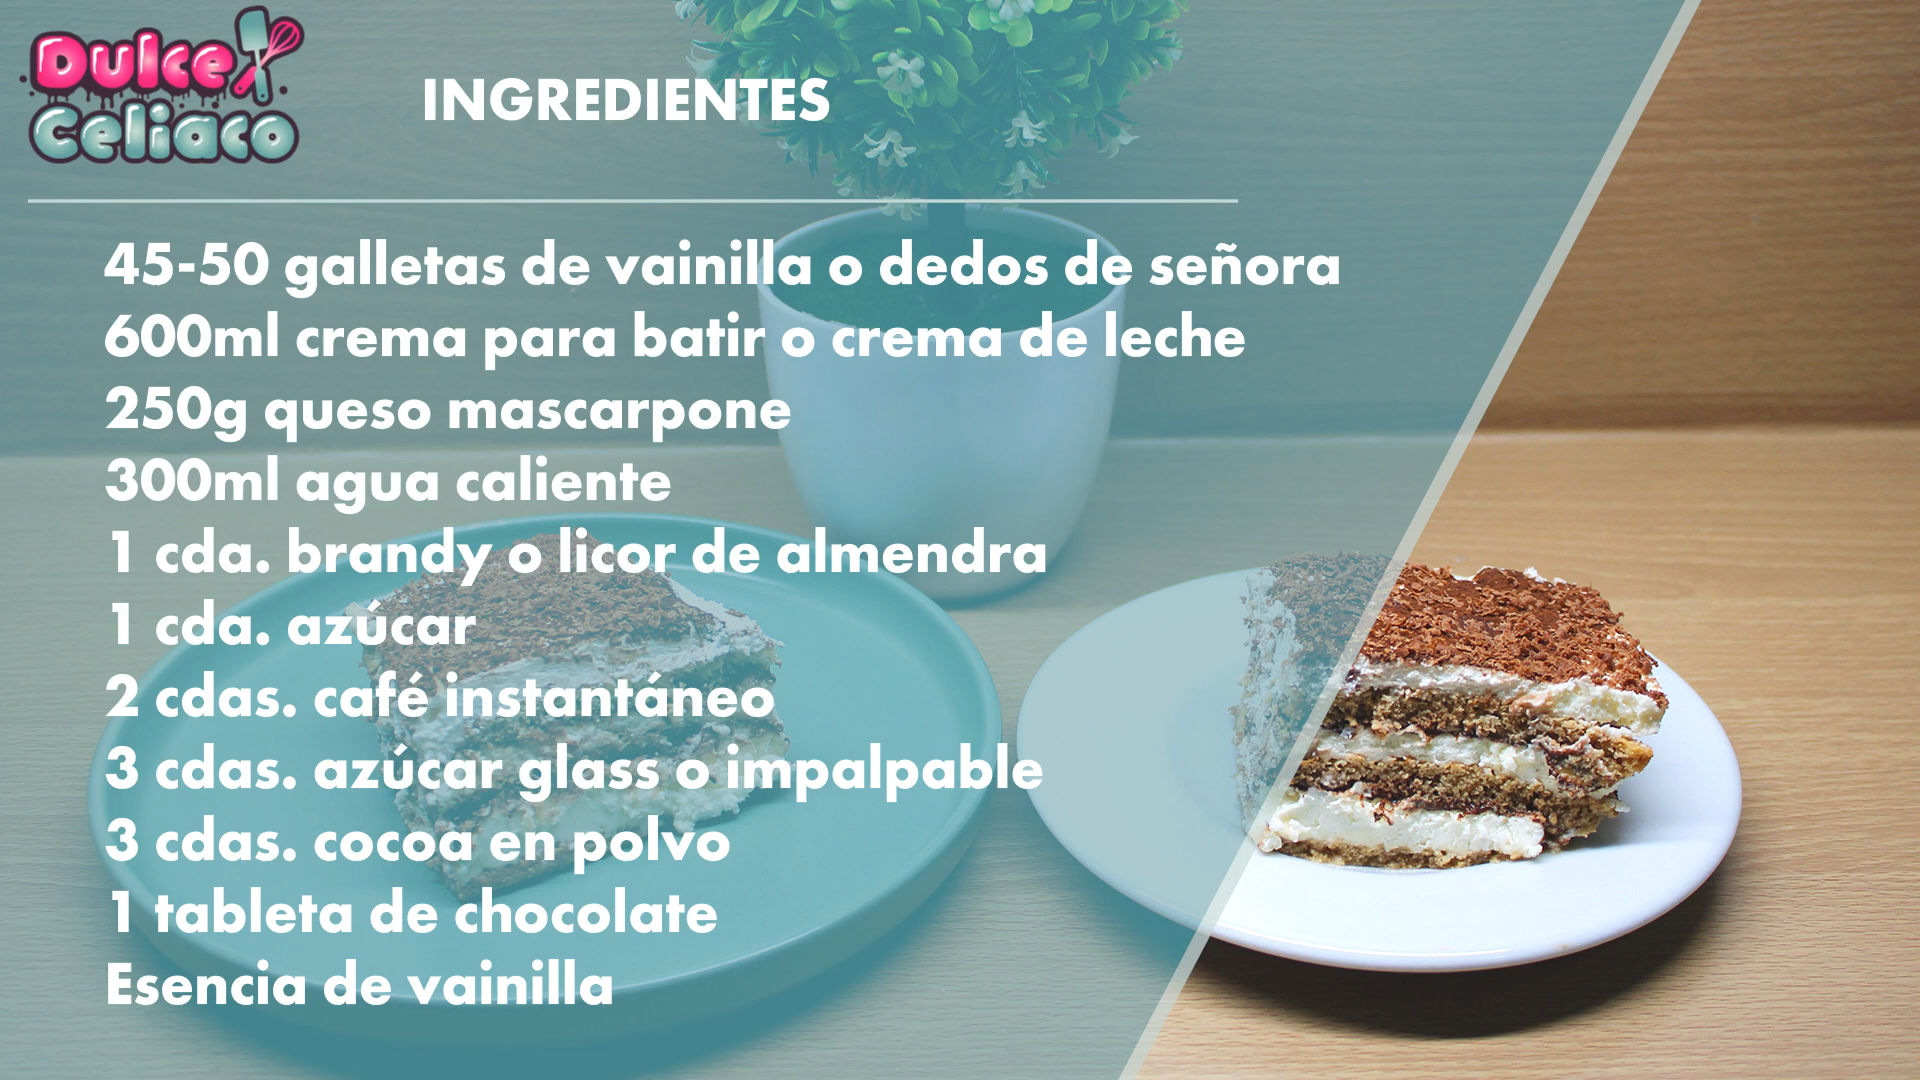 Dulce
Celiaco
INGREDIENTES
45-50 galletas de vainilla o dedos de señora
600ml crema para batir o crema de leche
250g queso mascarpone
300ml agua caliente
1 cda. brandy o licor de almendra
1 cda. azúcar
2 cdas. café instantáneo
3 cdas. azúcar glass o impalpable
3 cdas. cocoa en polvo
1 tableta de chocolate
Esencia de vainilla